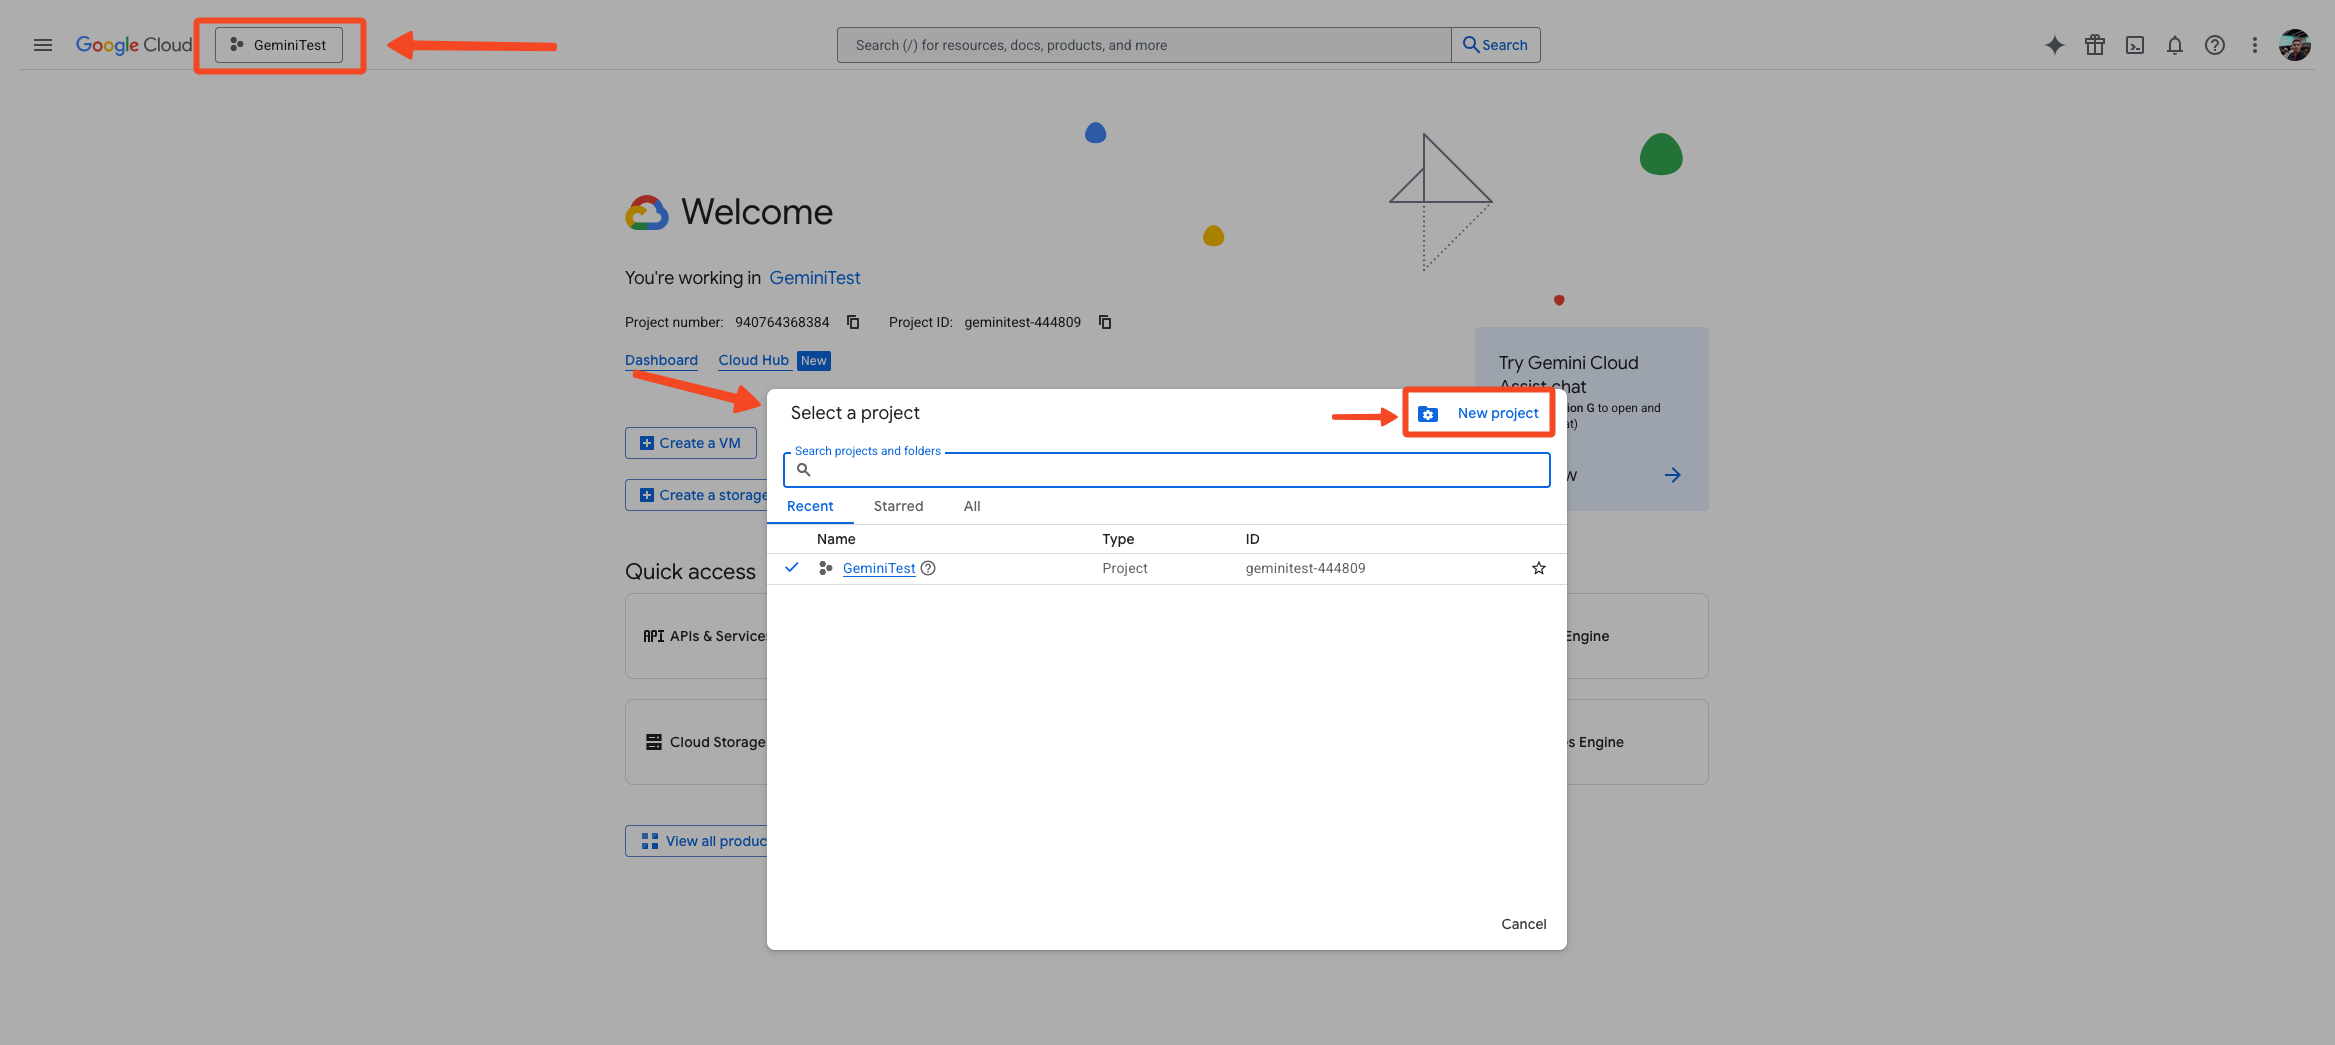 Google Cloud
GeminiTest
Search (/) for resources, docs, products, and more
Search
Welcome
You're working in GeminiTest
Project number: 940764368384 Project ID: geminitest-444809
Dashboard Cloud Hub New
Try Gemini Cloud
Assist chat
G to open and
Create a VM
Create a storage
Select a project
New project
Search projects and folders
Recent Starred All
Name Type ID
GeminiTest Project geminitest-444809
Cancel
Quick access
API APIs & Services
Engine
Cloud Storage
Engine
View all